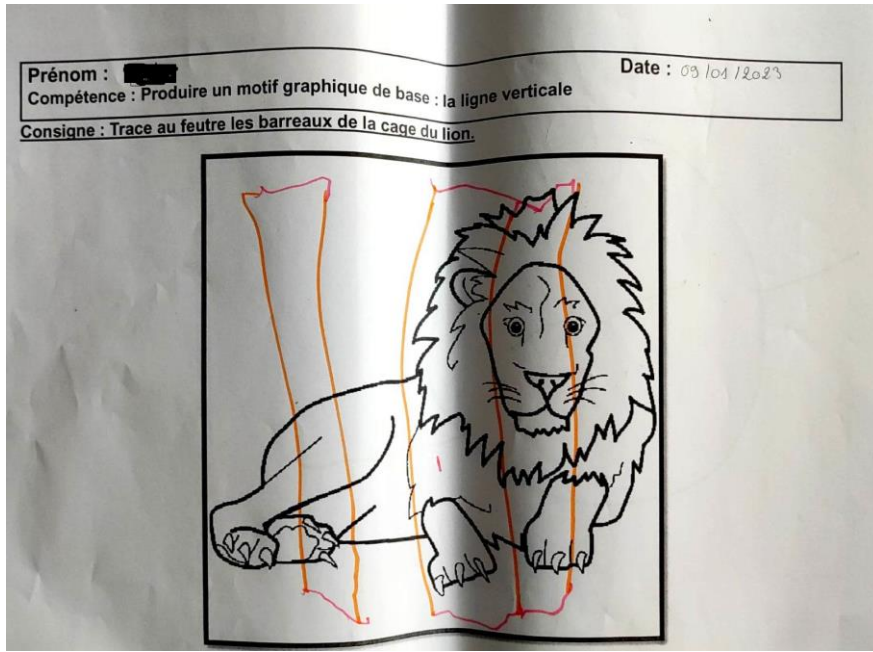 Prénom :
Date : 09/01/2023
Compétence : Produire un motif graphique de base : la ligne verticale
Consigne : Trace au feutre les barreaux de la cage du lion.